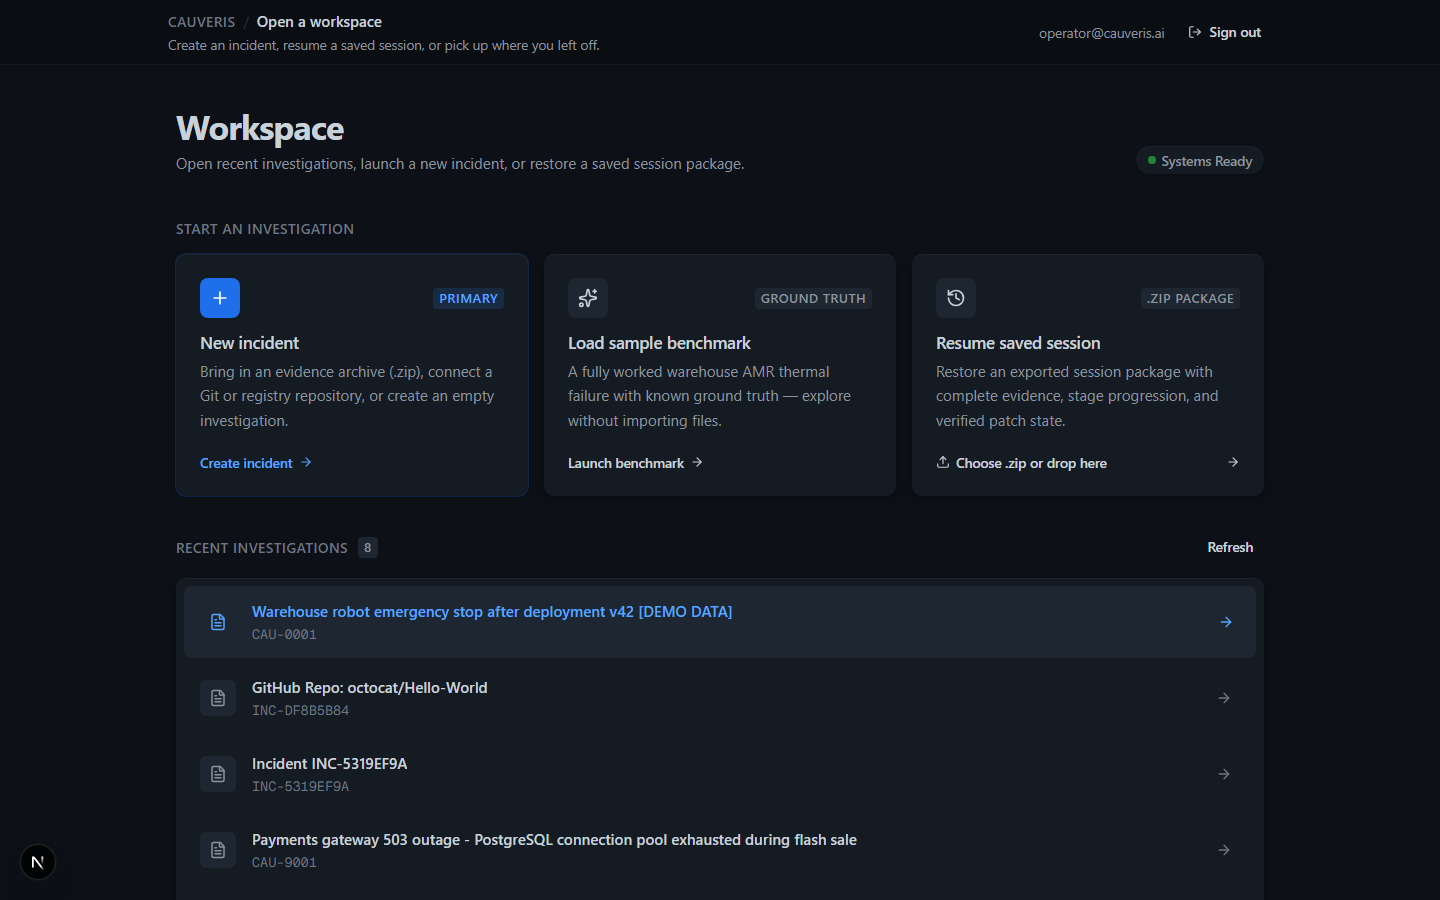 CAUVERIS / Open a workspace
Create an incident, resume a saved session, or pick up where you left off.
operator@cauveris.ai
Sign out
Workspace
Open recent investigations, launch a new incident, or restore a saved session package.
Systems Ready
START AN INVESTIGATION
PRIMARY
New incident
Bring in an evidence archive (.zip), connect a
Git or registry repository, or create an empty
investigation.
Create incident →
GROUND TRUTH
Load sample benchmark
A fully worked warehouse AMR thermal
failure with known ground truth — explore
without importing files.
Launch benchmark →
.ZIP PACKAGE
Resume saved session
Restore an exported session package with
complete evidence, stage progression, and
verified patch state.
Choose .zip or drop here →
RECENT INVESTIGATIONS 8
Refresh
Warehouse robot emergency stop after deployment v42 [DEMO DATA]
CAU-0001
GitHub Repo: octocat/Hello-World
INC-DF8B5B84
Incident INC-5319EF9A
INC-5319EF9A
Payments gateway 503 outage - PostgreSQL connection pool exhausted during flash sale
CAU-9001
N